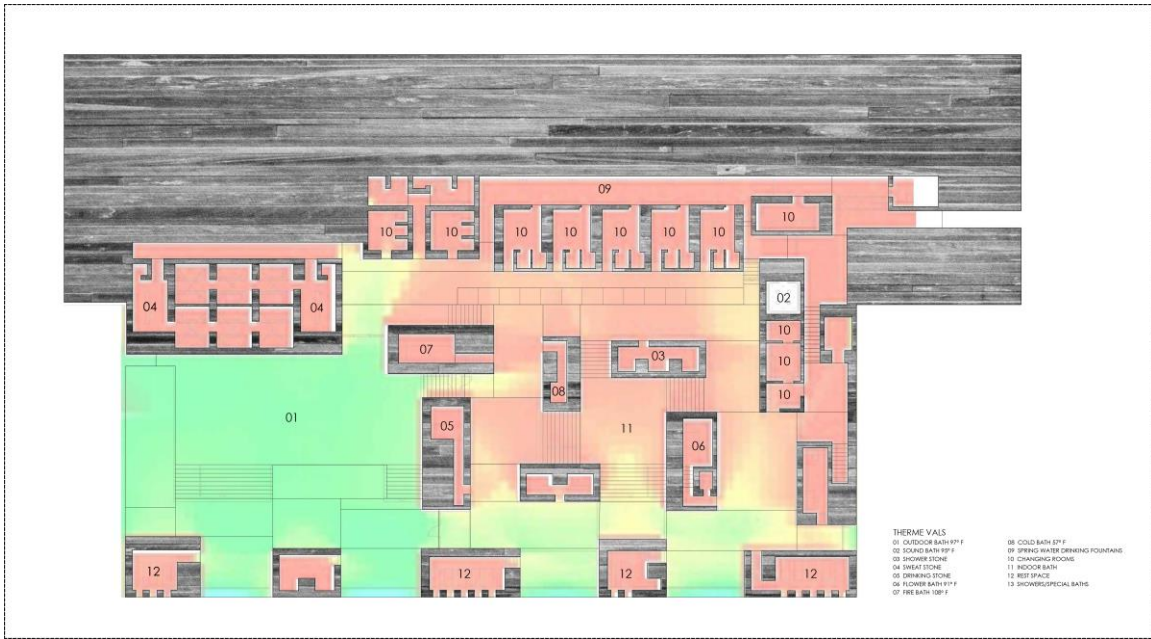 09
10
10
10
10
10
10
10
10
04
04
02
10
07
03
10
08
01
05
11
06
10
12
12
12
12
THERME VALS
01 OUTDOOR BATH 97° F
02 SOUND BATH 95° F
03 SHOWER STONE
04 SWEAT STONE
05 DRINKING STONE
06 FLOWER BATH 91° F
07 FIRE BATH 108° F
08 COLD BATH 57° F
09 SPRING WATER DRINKING FOUNTAINS
10 CHANGING ROOMS
11 INDOOR BATH
12 REST SPACE
13 SHOWERS/SPECIAL BATHS